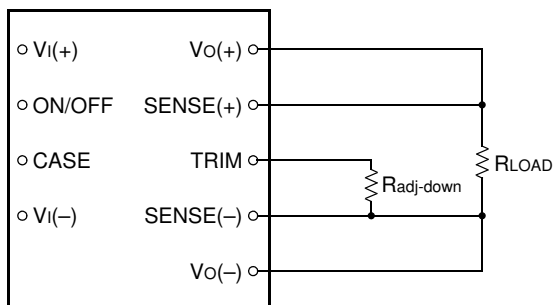 VI(+)
VO(+)
ON/OFF
SENSE(+)
CASE
TRIM
RLOAD
Radj-down
VI(–)
SENSE(–)
VO(–)